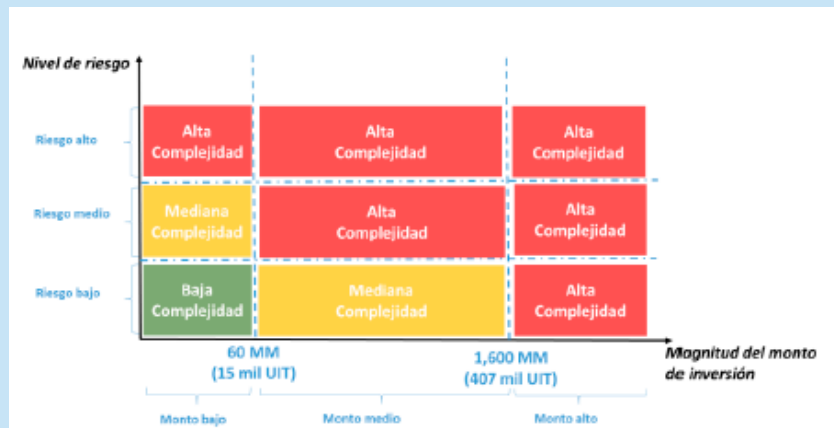 Nivel de riesgo
Riesgo alto
Alta
Complejidad
Alta
Complejidad
Alta
Complejidad
Riesgo medio
Mediana
Complejidad
Alta
Complejidad
Alta
Complejidad
Riesgo bajo
Baja
Complejidad
Mediana
Complejidad
Alta
Complejidad
60 MM
(15 mil UIT)
1,600 MM
(407 mil UIT)
Magnitud del monto
de inversión
Monto bajo
Monto medio
Monto alto